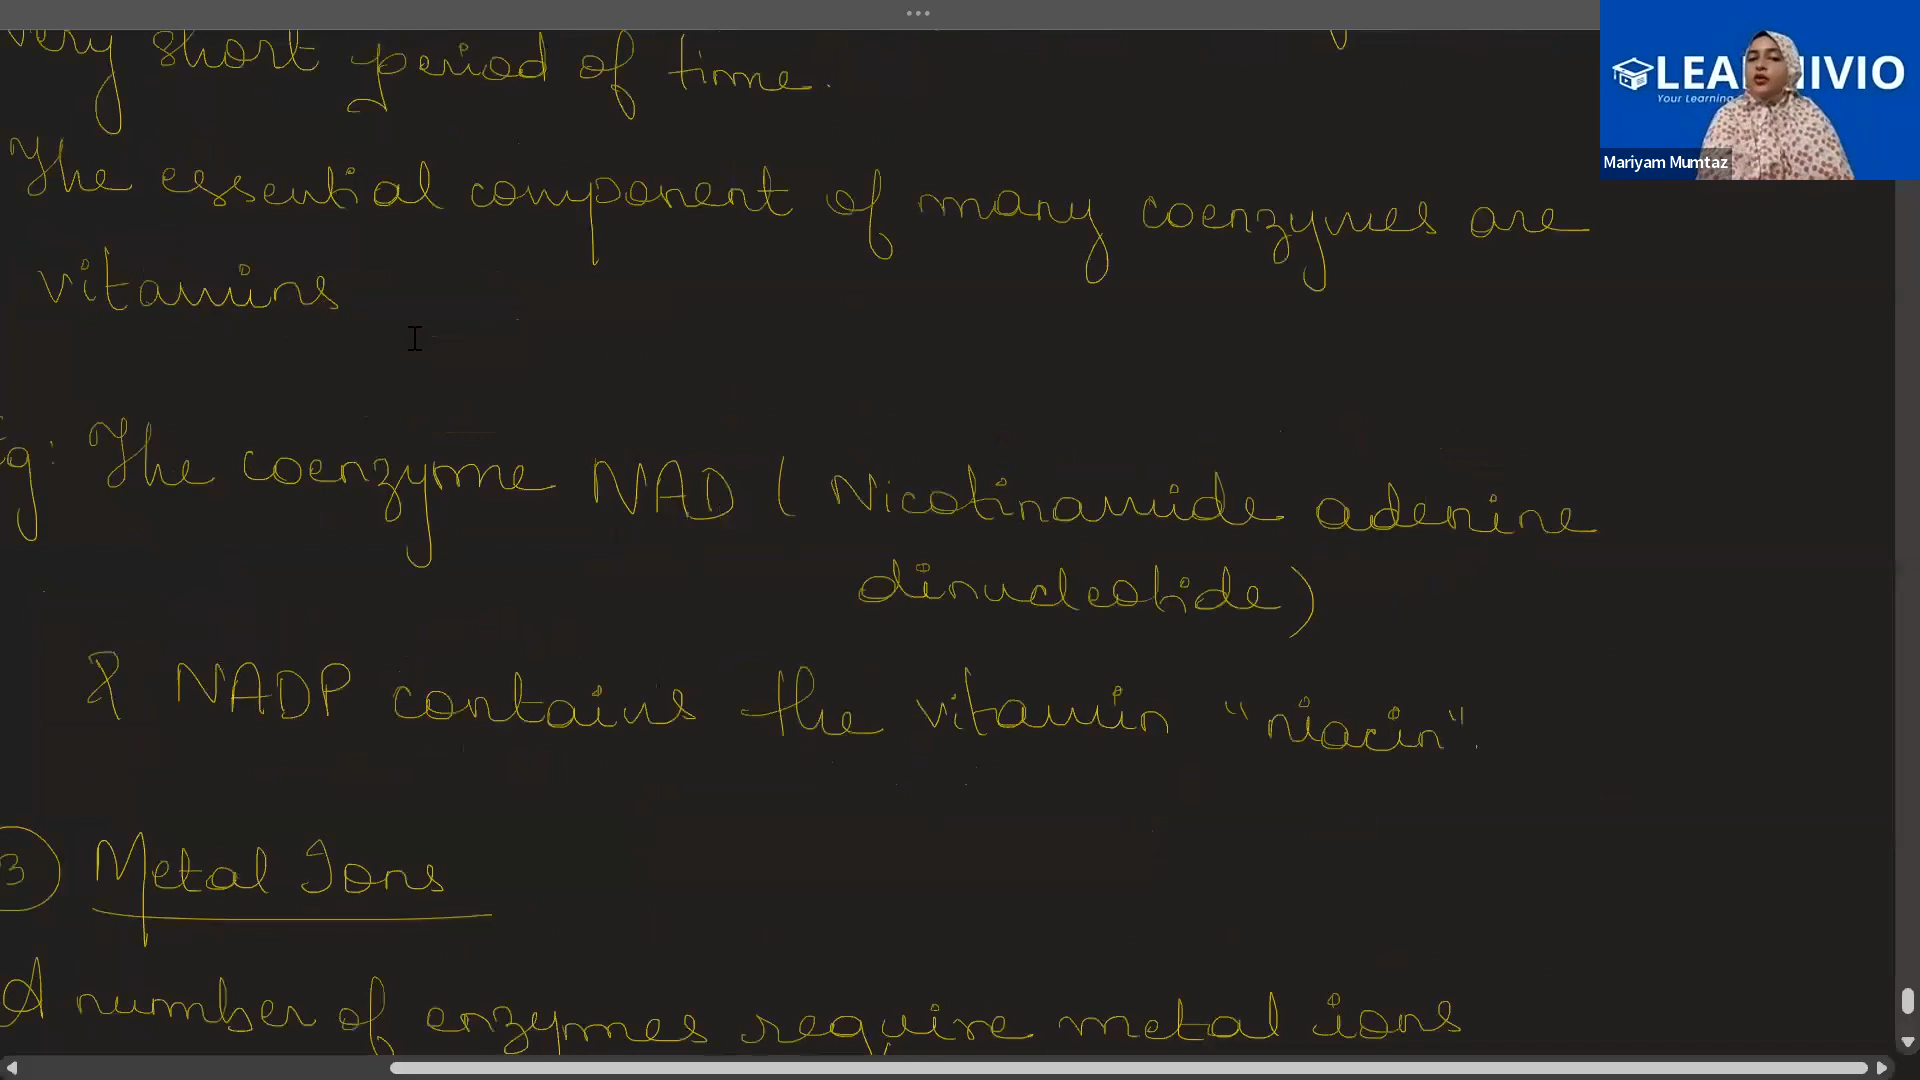 very short period of time.
The essential component of many coenzymes are
vitamins
Eg: The coenzyme NAD (Nicotinamide adenine
dinucleotide)
& NADP contains the vitamin "niacin".
3 Metal Ions
A number of enzymes require metal ions
LEA NIVIO
Your Learning
Mariyam Mumtaz